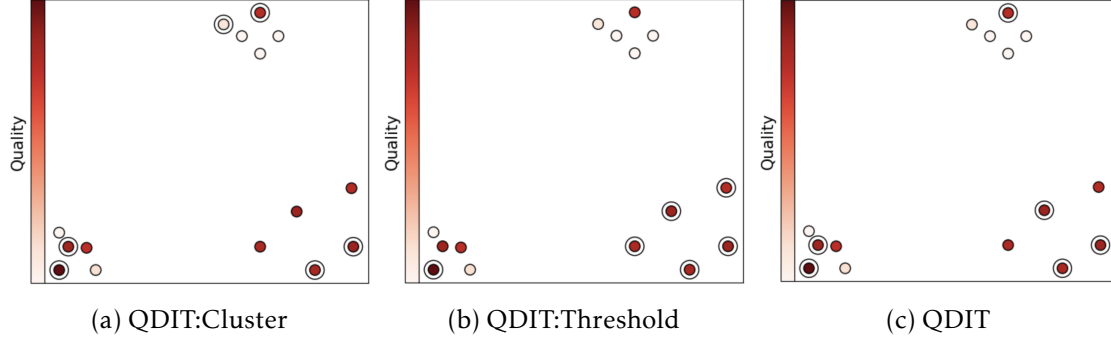 Quality
Quality
Quality
(a) QDIT:Cluster
(b) QDIT:Threshold
(c) QDIT